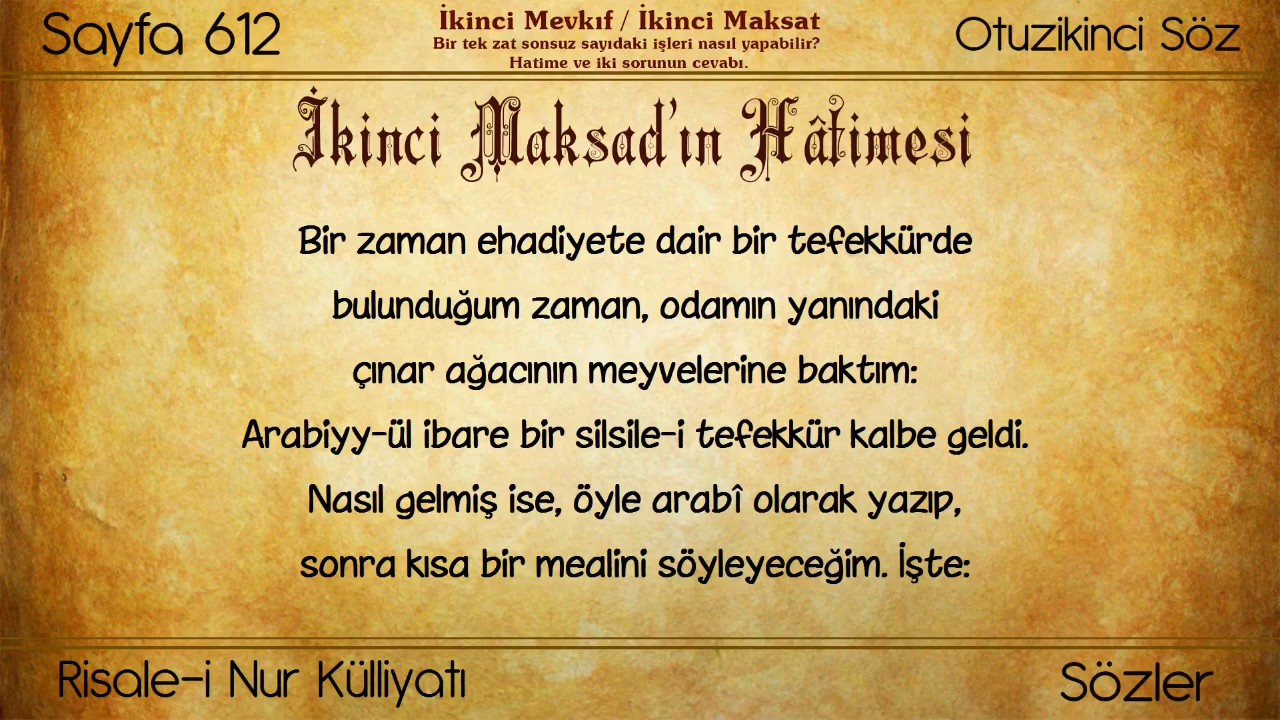 Sayfa 612
İkinci Mevkıf / İkinci Maksat
Bir tek zat sonsuz sayıdaki işleri nasıl yapabilir?
Hatime ve iki sorunun cevabı.
Otuzikinci Söz
İkinci Maksad'ın Hâtimesi
Bir zaman ehadiyete dair bir tefekkürde
bulunduğum zaman, odamın yanındaki
çınar ağacının meyvelerine baktım:
Arabiyy-ül ibare bir silsile-i tefekkür kalbe geldi.
Nasıl gelmiş ise, öyle arabî olarak yazıp,
sonra kısa bir mealini söyleyeceğim. İşte:
Risale-i Nur Külliyatı
Sözler